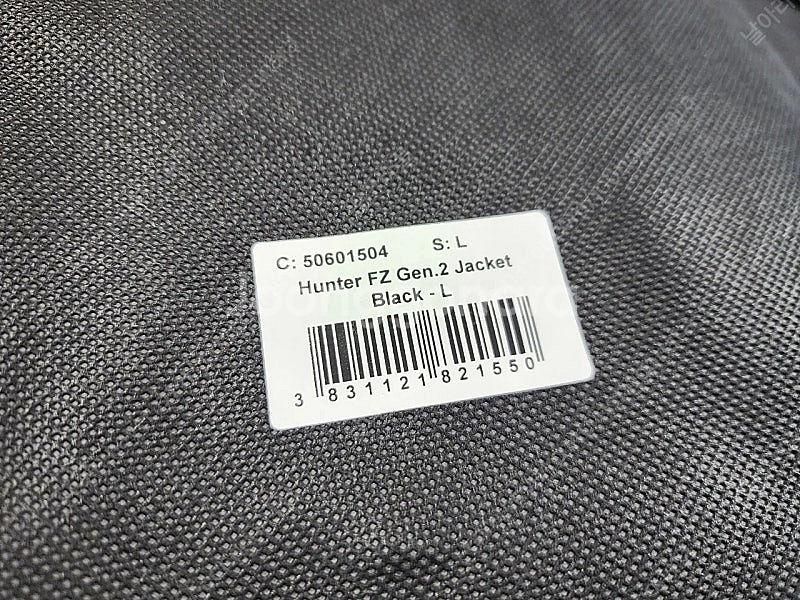 C: 50601504 S: L
Hunter FZ Gen.2 Jacket
Black - L
3 831121 821550